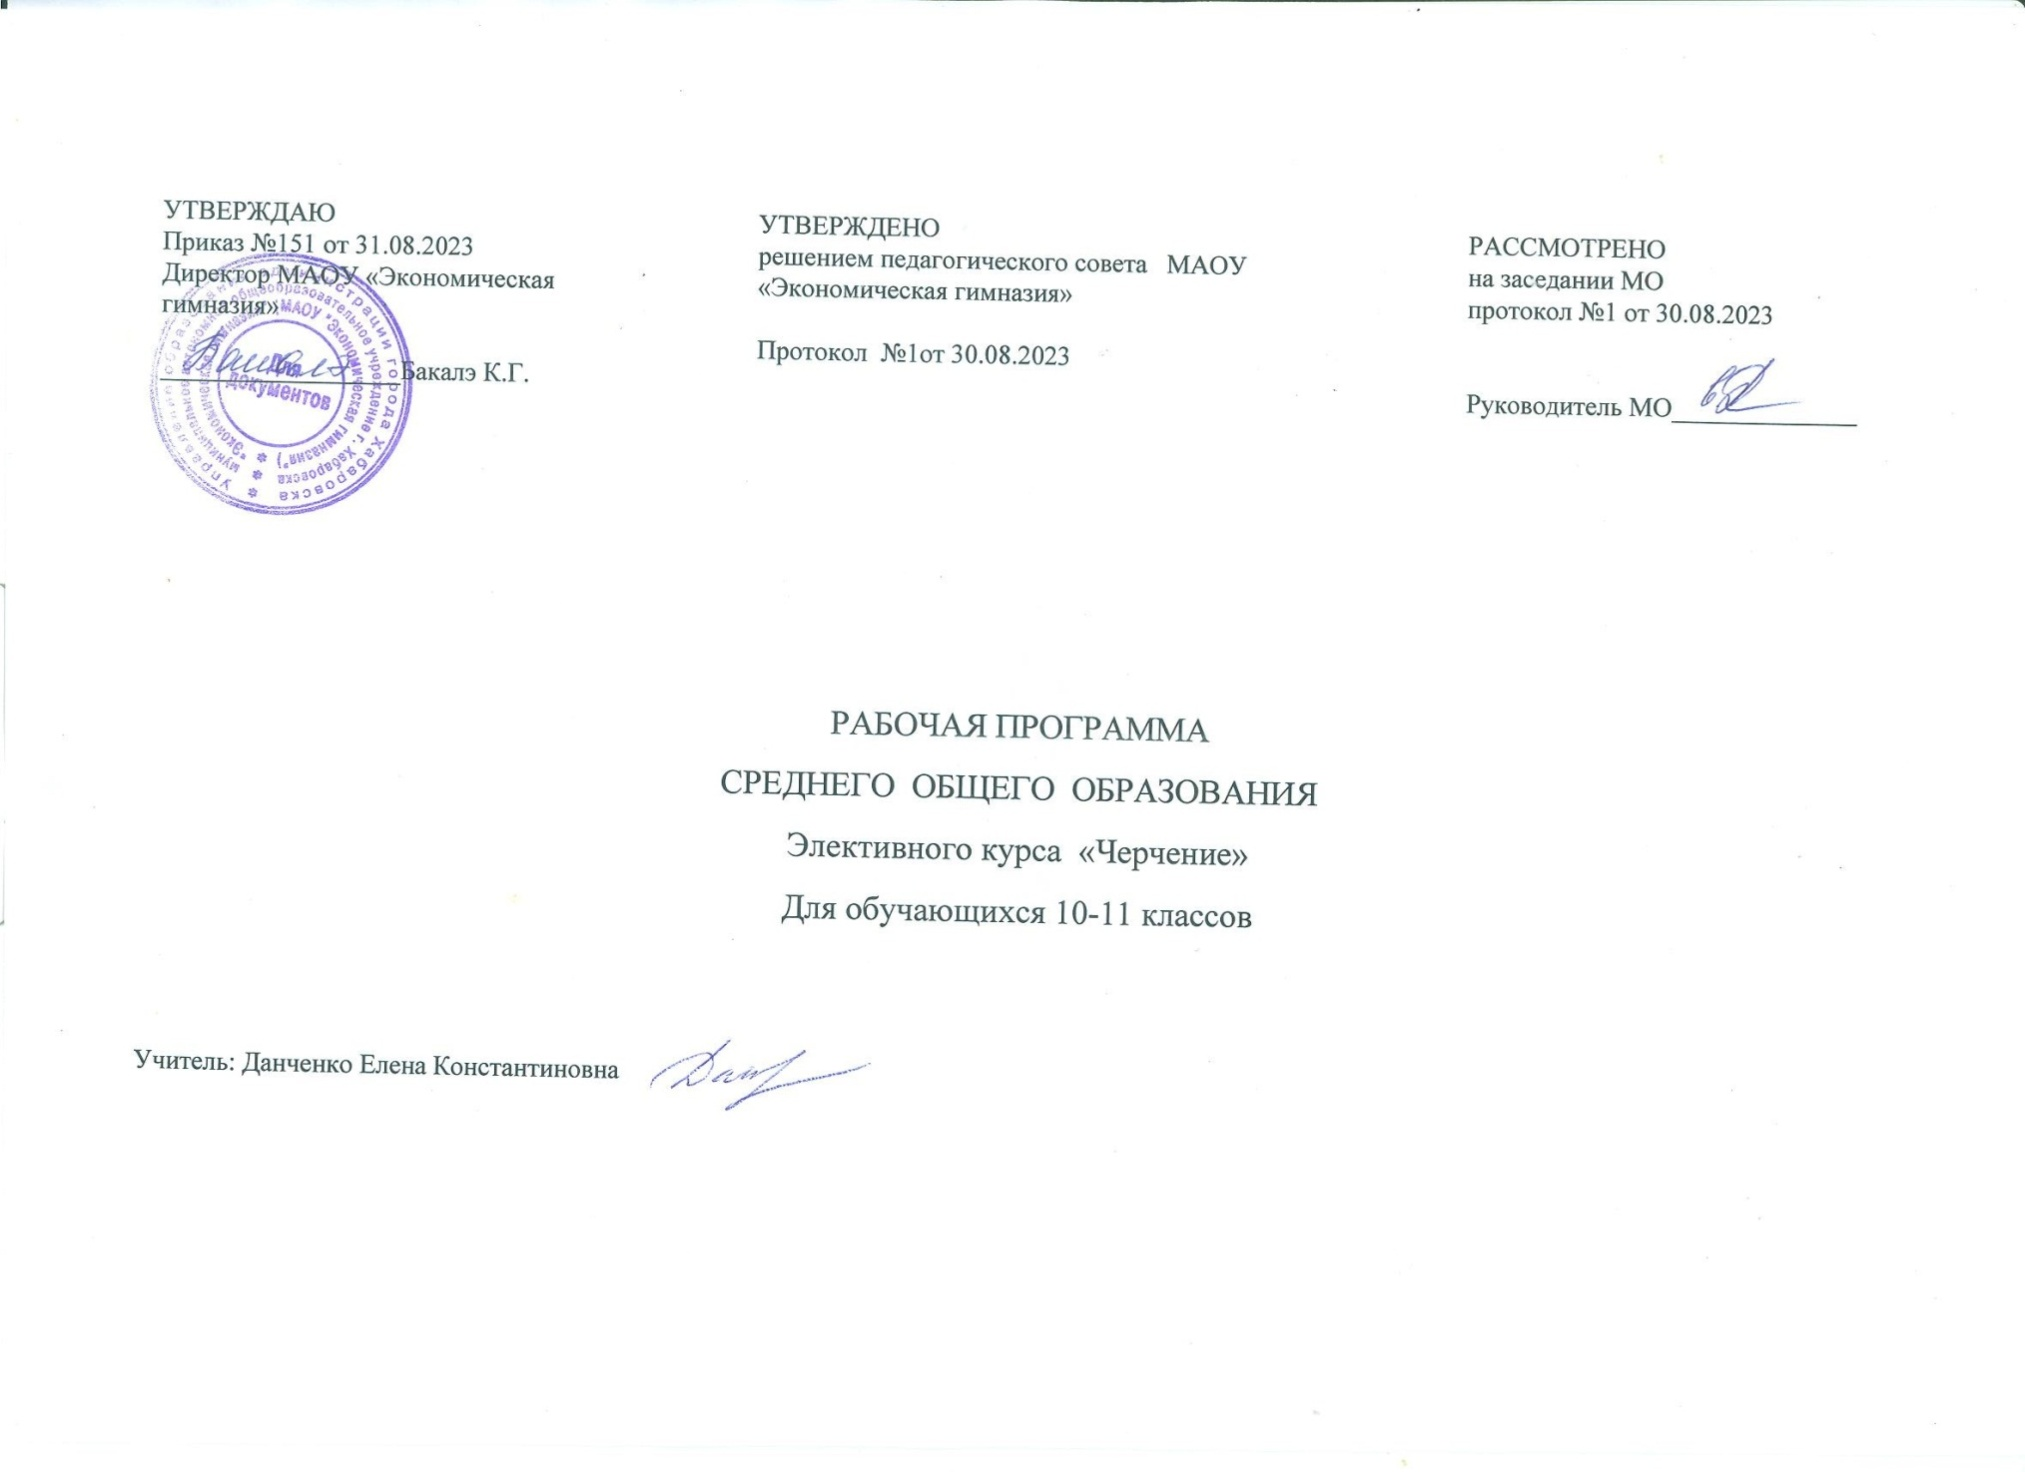 УТВЕРЖДАЮ
Приказ №151 от 31.08.2023
Директор МАОУ «Экономическая
гимназия»
Бакалэ К.Г.
Для
документов
УТВЕРЖДЕНО
решением педагогического совета МАОУ
«Экономическая гимназия»
Протокол №1от 30.08.2023
РАССМОТРЕНО
на заседании МО
протокол №1 от 30.08.2023
Руководитель МО
РАБОЧАЯ ПРОГРАММА
СРЕДНЕГО ОБЩЕГО ОБРАЗОВАНИЯ
Элективного курса «Черчение»
Для обучающихся 10-11 классов
Учитель: Данченко Елена Константиновна